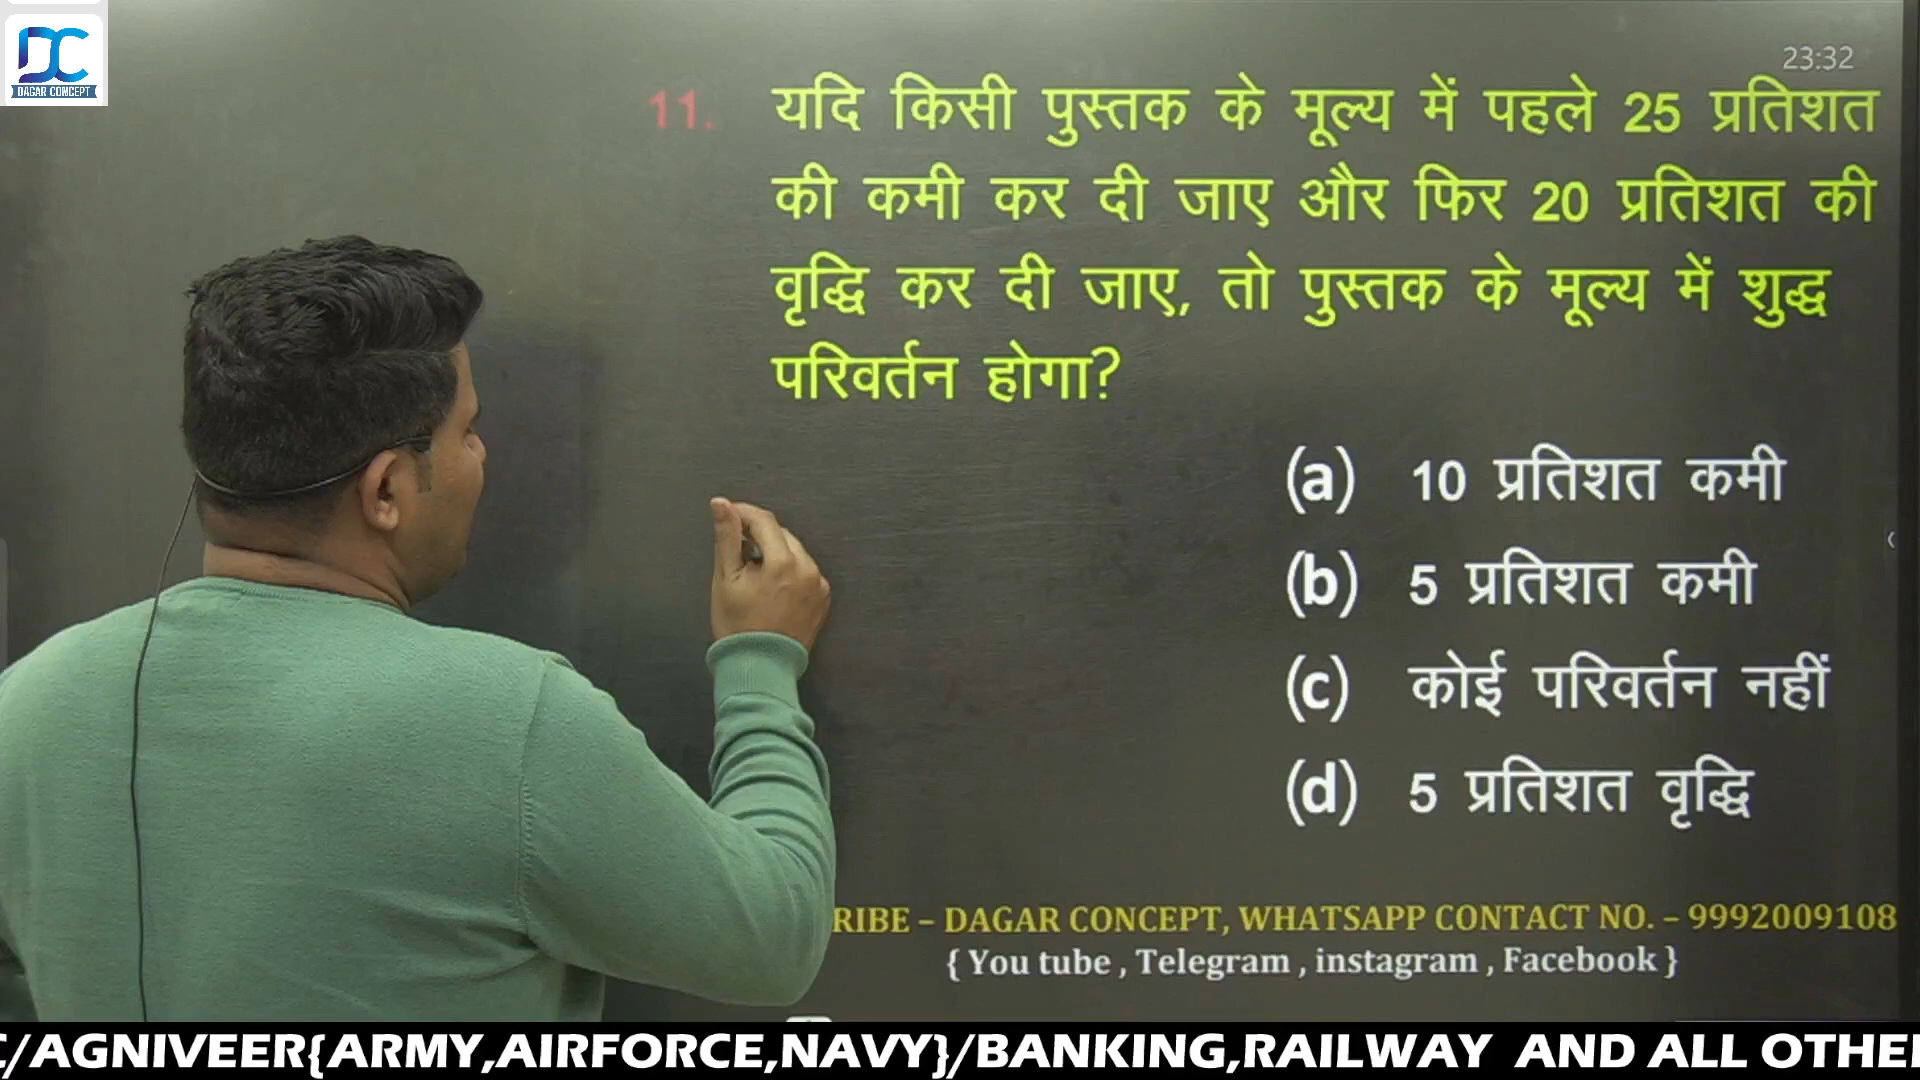 DC
DAGAR CONCEPT
23:32
11. यदि किसी पुस्तक के मूल्य में पहले 25 प्रतिशत
की कमी कर दी जाए और फिर 20 प्रतिशत की
वृद्धि कर दी जाए, तो पुस्तक के मूल्य में शुद्ध
परिवर्तन होगा?
(a) 10 प्रतिशत कमी
(b) 5 प्रतिशत कमी
(c) कोई परिवर्तन नहीं
(d) 5 प्रतिशत वृद्धि
RIBE – DAGAR CONCEPT, WHATSAPP CONTACT NO. – 9992009108
{ You tube , Telegram , instagram , Facebook }
C/AGNIVEER{ARMY,AIRFORCE,NAVY}/BANKING,RAILWAY AND ALL OTHER